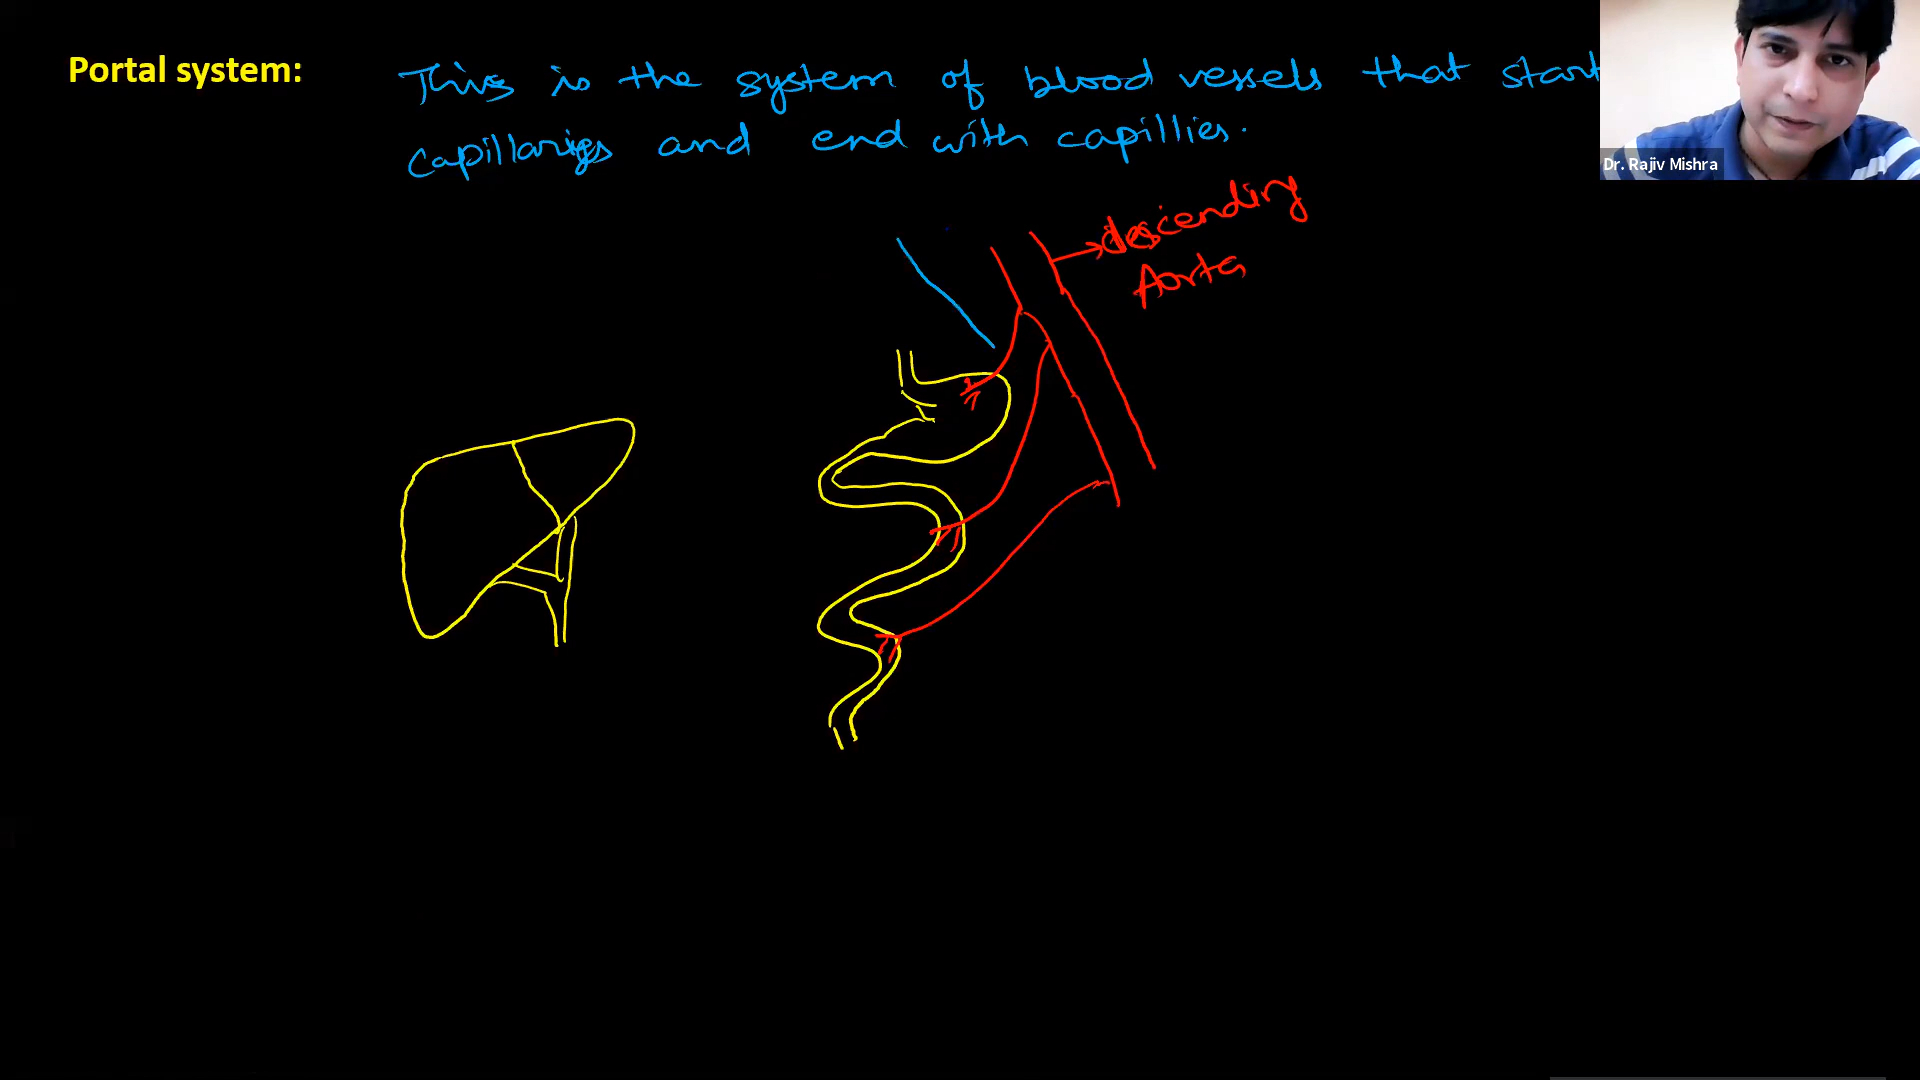 Portal system:
This is the system of blood vessels that start
capillaries and end with capillies.
Dr. Rajiv Mishra
descending
Aorta